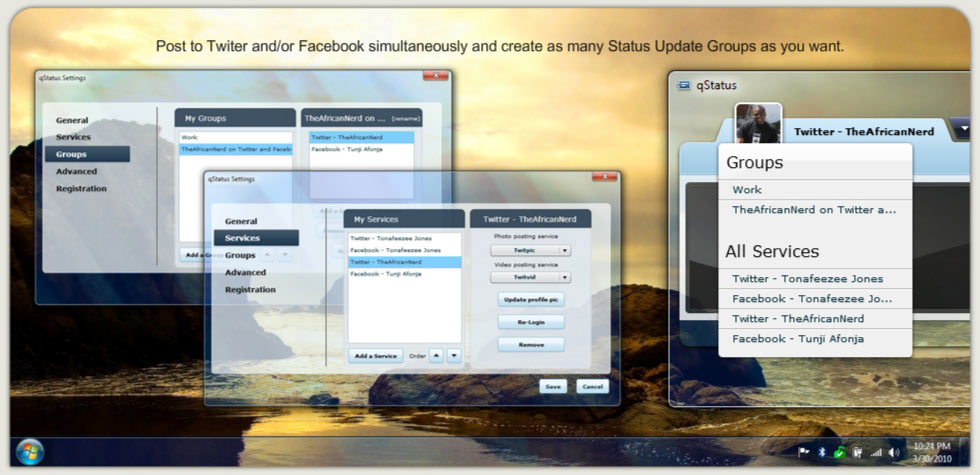 Post to Twiter and/or Facebook simultaneously and create as many Status Update Groups as you want.
qStatus Settings
General
Services
Groups
Advanced
Registration
My Groups
Work
TheAfricanNerd on Twitter and Faceb
Add a Gro
TheAfricanNerd on ... (rename)
Twitter - TheAfricanNerd
Facebook - Tunji Afonja
qStatus Settings
General
Services
Groups
Advanced
Registration
My Services
Twitter - Tonafeezee Jones
Facebook - Tonafeezee Jones
Twitter - TheAfricanNerd
Facebook - Tunji Afonja
Add a Service Order
Twitter - TheAfricanNerd
Photo posting service
Twitpic
Video posting service
Twitvid
Update profile pic
Re-Login
Remove
Save Cancel
qStatus
Twitter - TheAfricanNerd
Groups
Work
TheAfricanNerd on Twitter a...
All Services
Twitter - Tonafeezee Jones
Facebook - Tonafeezee Jo...
Twitter - TheAfricanNerd
Facebook - Tunji Afonja
10:24 PM
3/30/2010